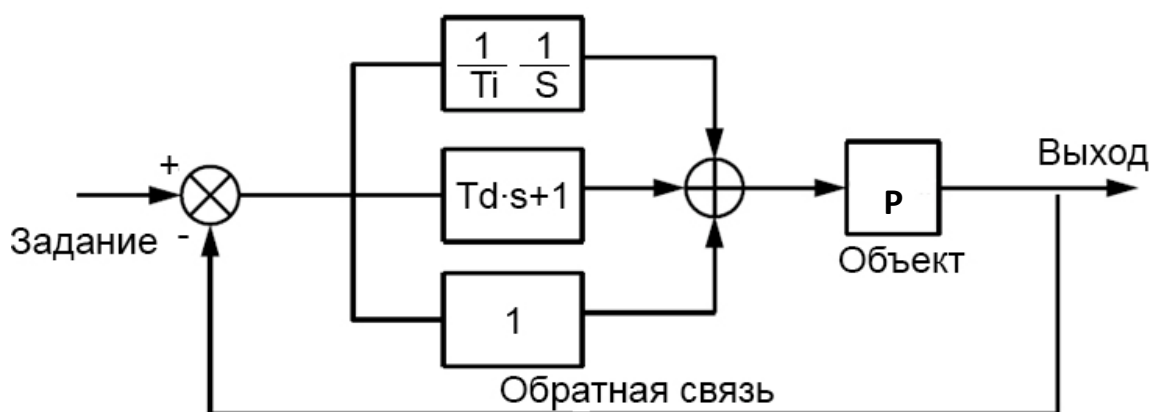 1 1
Ti S
+
Td·s+1
Выход
P
-
Задание
Объект
1
Обратная связь